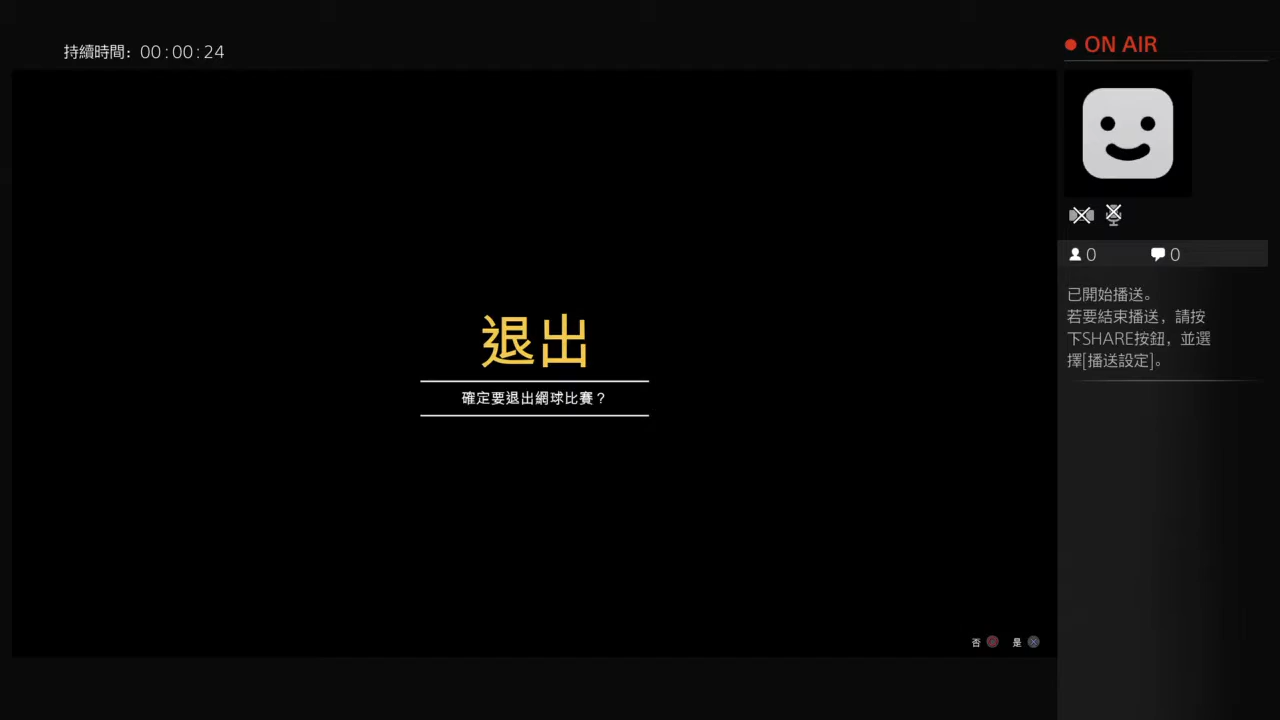 持續時間：00:00:24
ON AIR
0
0
已開始播送。
若要結束播送，請按
下SHARE按鈕，並選
擇[播送設定]。
退出
確定要退出網球比賽？
否 是